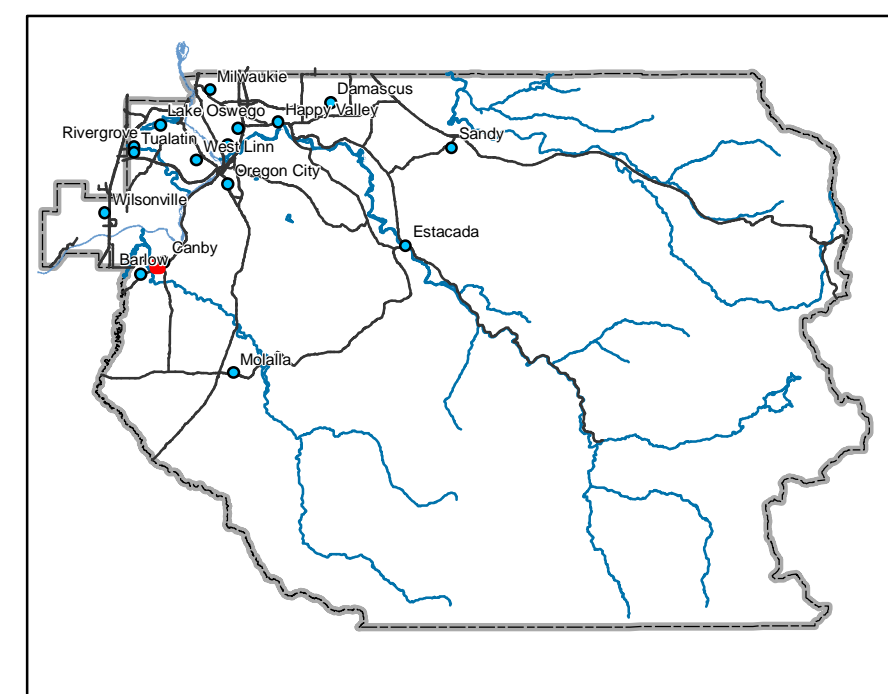 Milwaukie
Damascus
Lake Oswego
Happy Valley
Rivergrove
Tualatin
Sandy
West Linn
Oregon City
Wilsonville
Estacada
Canby
Barlow
Molalla